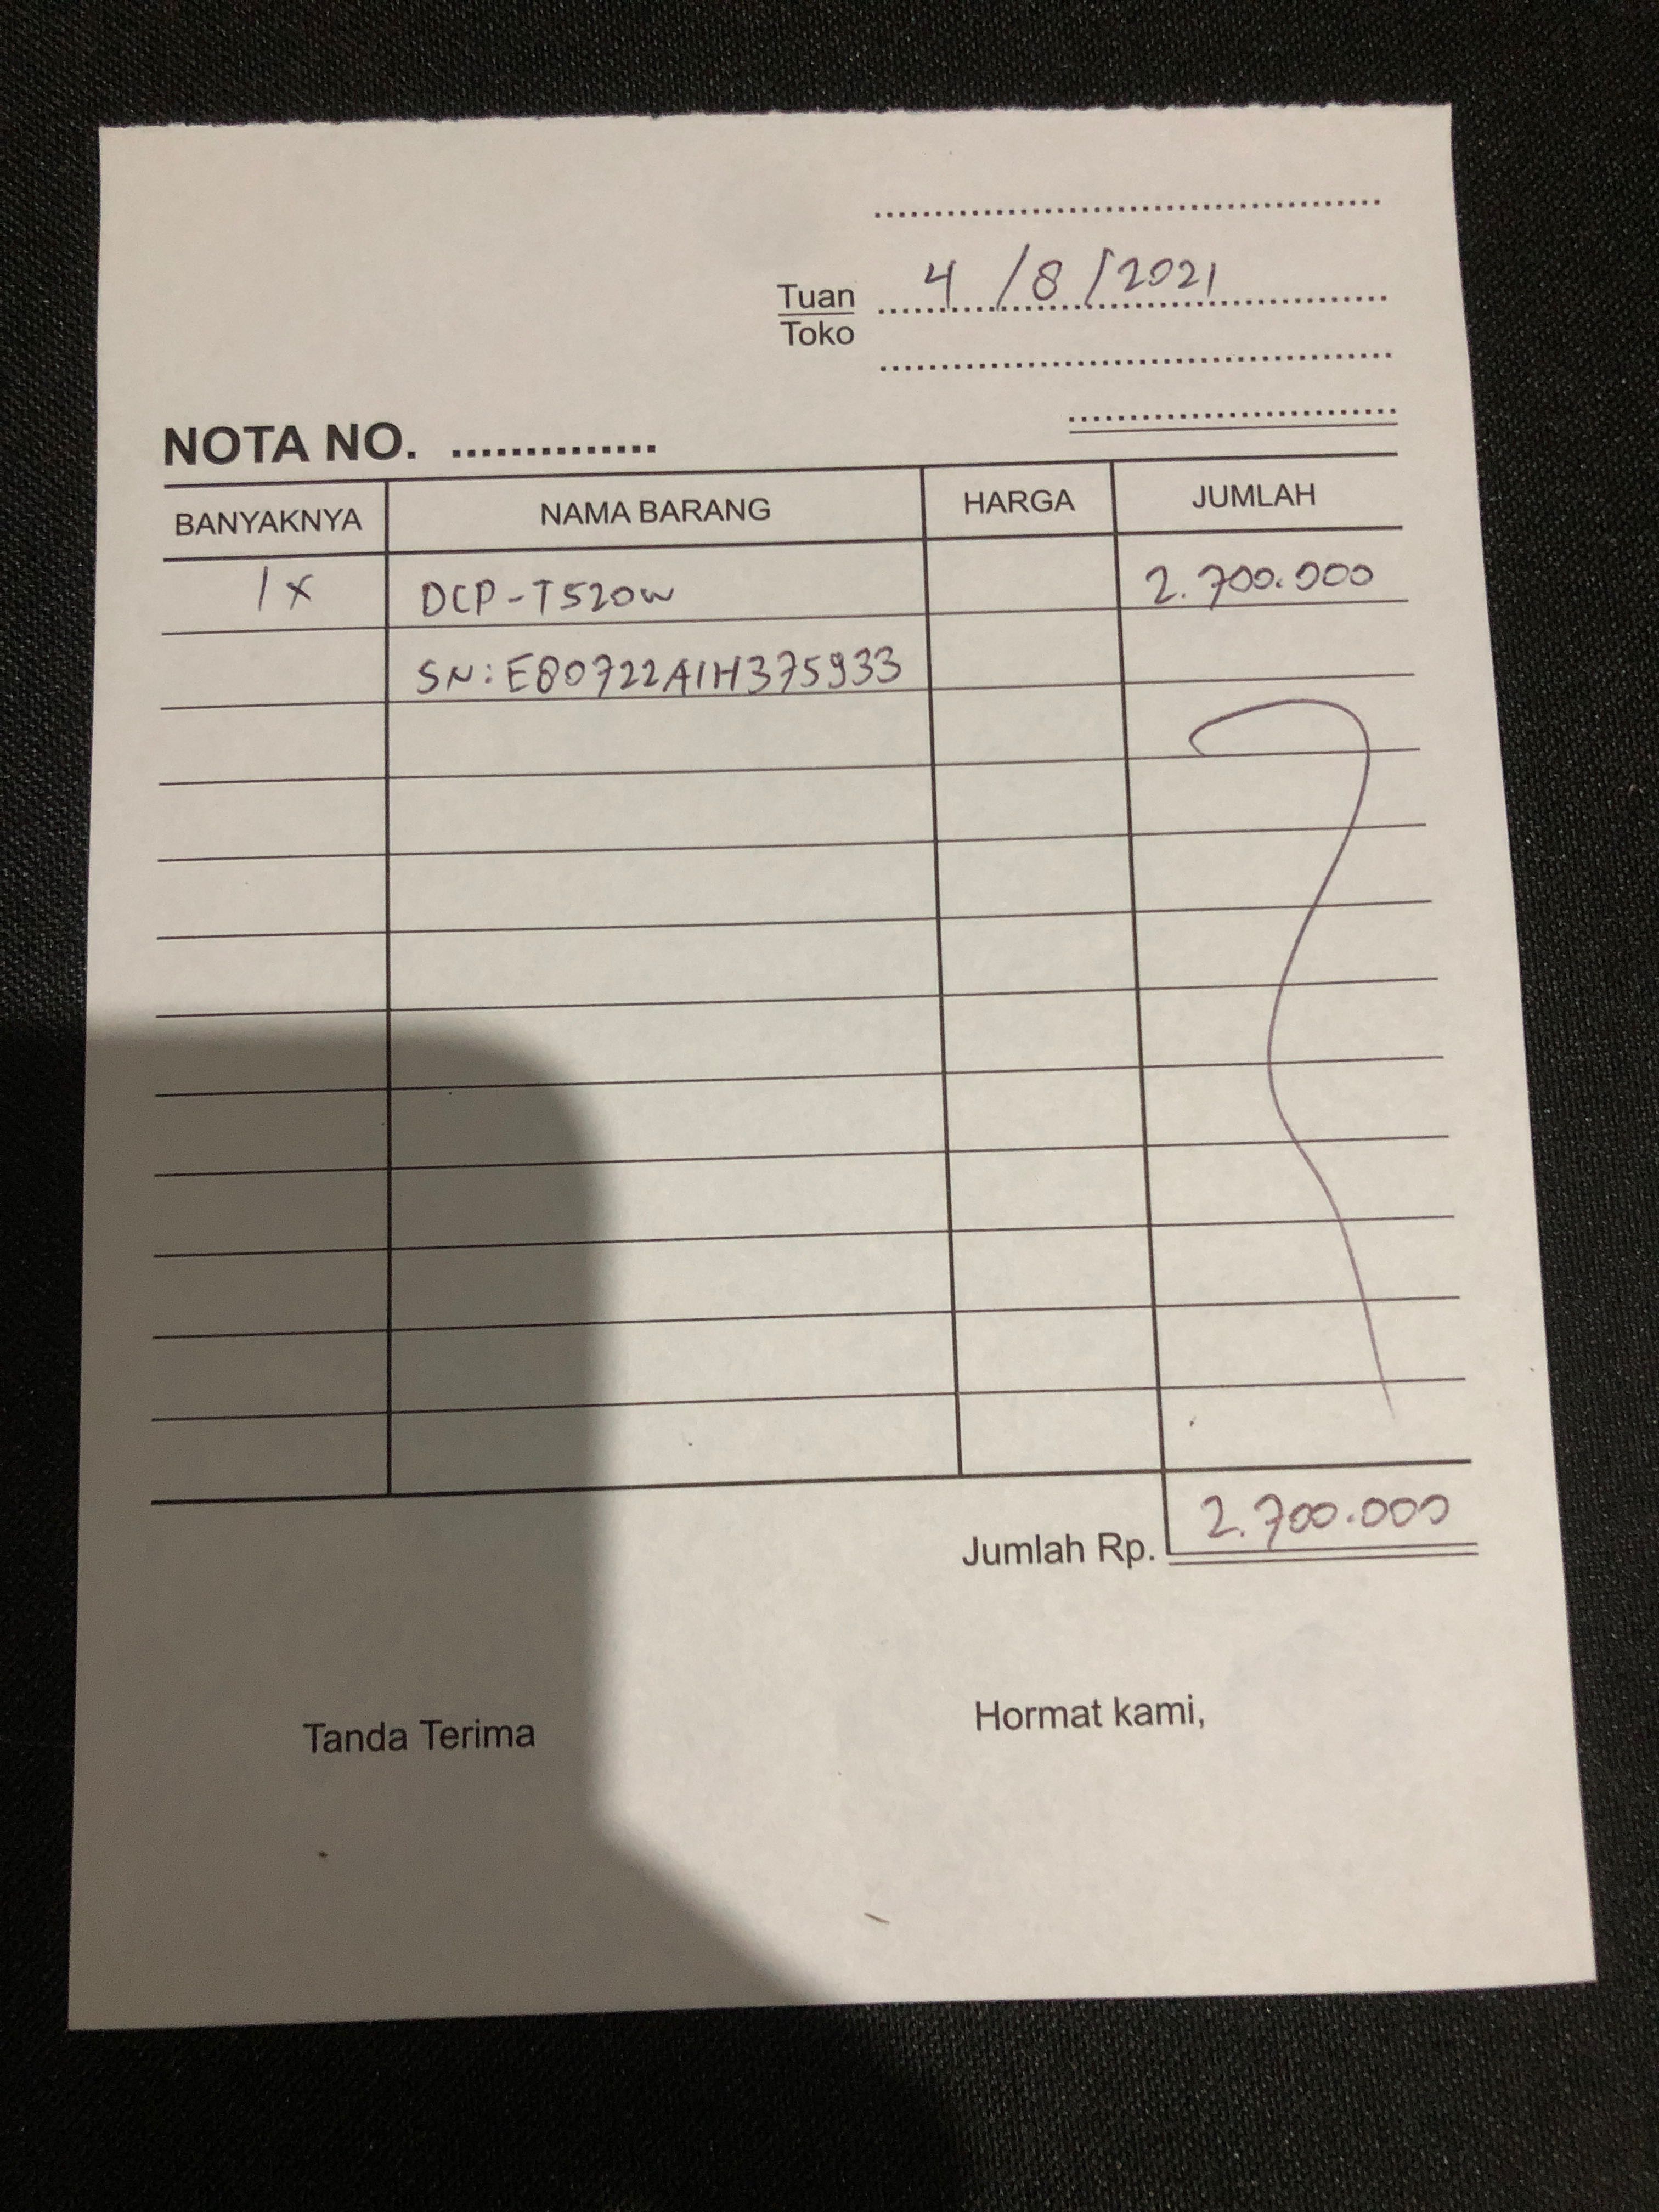 Tuan 4/8/2021
Toko
NOTA NO. ..............
BANYAKNYA NAMA BARANG HARGA JUMLAH
1x DCP-T520w 2.700.000
SN: E80722A1H375933
Jumlah Rp. 2.700.000
Tanda Terima Hormat kami,